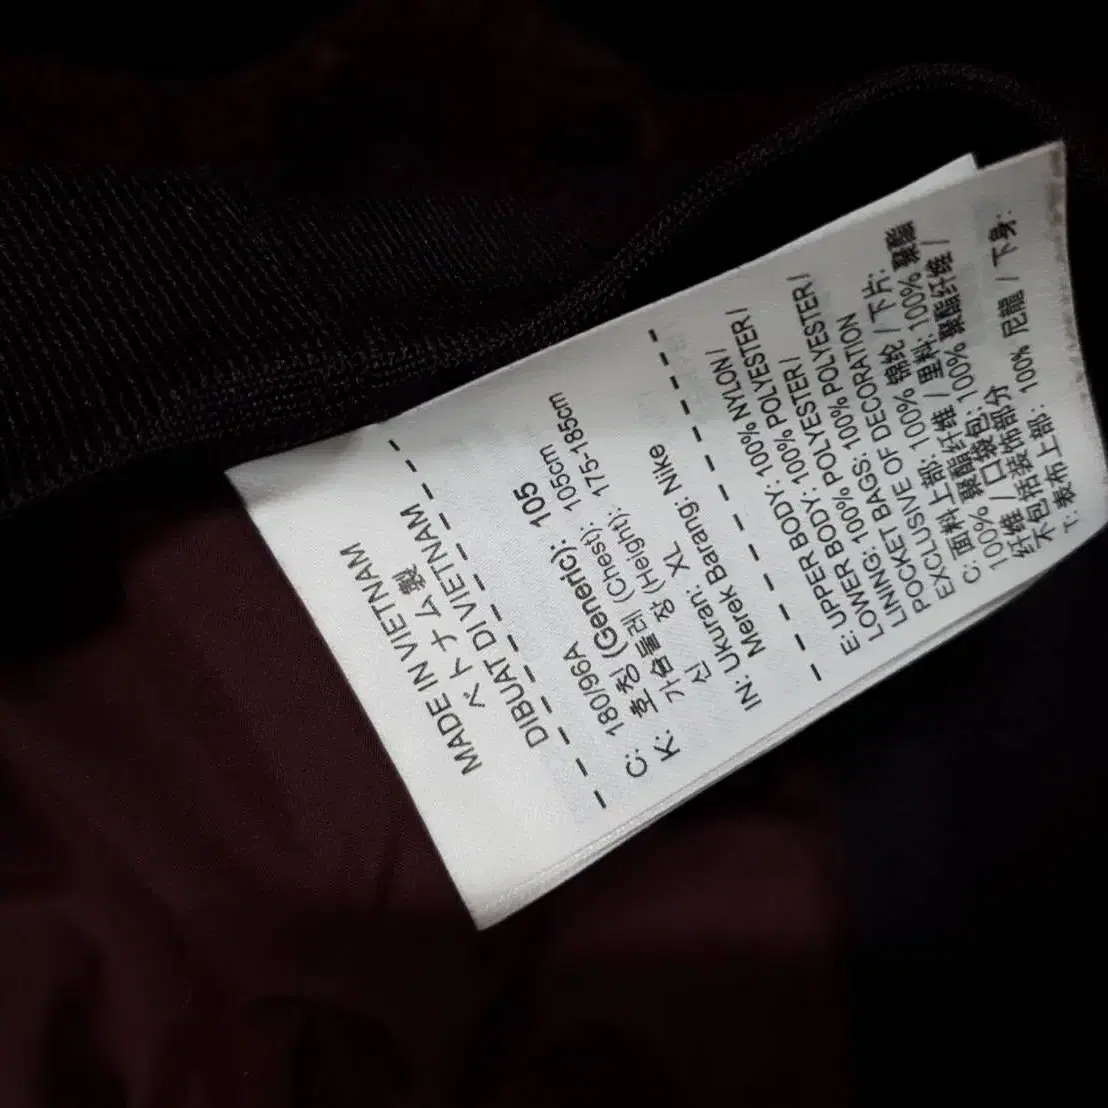 MADE IN VIETNAM
ベトナム製
DIBUAT DI VIETNAM
C: 180/96A
K: 호칭 (Generic): 105
가슴둘레 (Chest): 105cm
신장 (Height): 175-185cm
IN: Ukuran: XL
Merek Barang: Nike
E: UPPER BODY: 100% NYLON/
LOWER BODY: 100% POLYESTER/
LINING: 100% POLYESTER/
POCKET BAGS: 100% POLYESTER
EXCLUSIVE OF DECORATION
C: 面料上部: 100% 锦纶 / 下片:
100% 聚酯纤维 / 里料: 100% 聚酯
纤维 / 口袋包: 100% 聚酯纤维 /
不包括装饰部分
T: 表布上部: 100% 尼龍 / 下身: